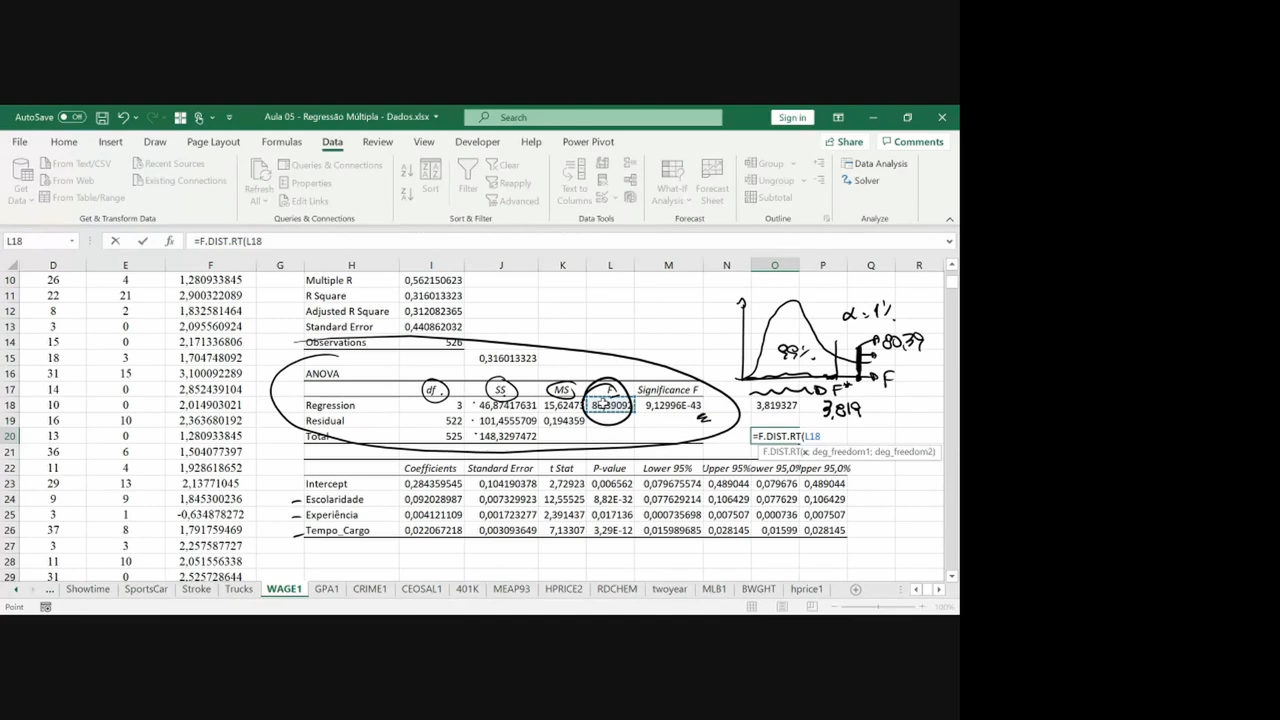 AutoSave Off Aula 05 - Regressão Múltipla - Dados.xlsx Search Sign in
File Home Insert Draw Page Layout Formulas Data Review View Developer Help Power Pivot Share Comments
Get Data From Text/CSV From Web From Table/Range Recent Sources Existing Connections
Refresh All Queries & Connections Properties Edit Links
Sort Filter Clear Reapply Advanced
Text to Columns What-If Analysis Forecast Sheet
Group Ungroup Subtotal Data Analysis Solver
Get & Transform Data Queries & Connections Sort & Filter Data Tools Forecast Outline Analyze
L18 fx =F.DIST.RT(L18
D E F G H I J K L M N O P Q R
10 26 4 1,280933845 Multiple R 0,562150623
11 22 21 2,900322089 R Square 0,316013323
12 8 2 1,832581464 Adjusted R Square 0,312082365 α = 1%
13 3 0 2,095560924 Standard Error 0,440862032
14 15 0 2,171336806 Observations 526 99% 80,39
15 18 3 1,704748092 0,316013323
16 31 15 3,100092289 ANOVA F
17 14 0 2,852439104 df SS MS F Significance F F*
18 10 0 2,014903021 Regression 3 46,87417631 15,62473 9,12996E-43 3,819327 3,819
19 16 10 2,363680192 Residual 522 101,4555709 0,194359
20 13 0 1,280933845 Total 525 148,3297472 =F.DIST.RT(L18
21 36 6 1,504077397 F.DIST.RT(x; deg_freedom1; deg_freedom2)
22 11 4 1,928618652 Coefficients Standard Error t Stat P-value Lower 95% Upper 95% ower 95,0% pper 95,0%
23 29 13 2,13771045 Intercept 0,284359545 0,104190378 2,72923 0,006562 0,079675574 0,489044 0,079676 0,489044
24 9 9 1,845300236 Escolaridade 0,092028987 0,007329923 12,55525 8,82E-32 0,077629214 0,106429 0,077629 0,106429
25 3 1 -0,634878272 Experiência 0,004121109 0,001723277 2,391437 0,017136 0,000735698 0,007507 0,000736 0,007507
26 37 8 1,791759469 Tempo_Cargo 0,022067218 0,003093649 7,13307 3,29E-12 0,015989685 0,028145 0,01599 0,028145
27 3 3 2,257587727
28 11 10 2,051556338
29 31 0 2,525728644
... Showtime SportsCar Stroke Trucks WAGE1 GPA1 CRIME1 CEOSAL1 401K MEAP93 HPRICE2 RDCHEM twoyear MLB1 BWGHT hprice1
Point 100%